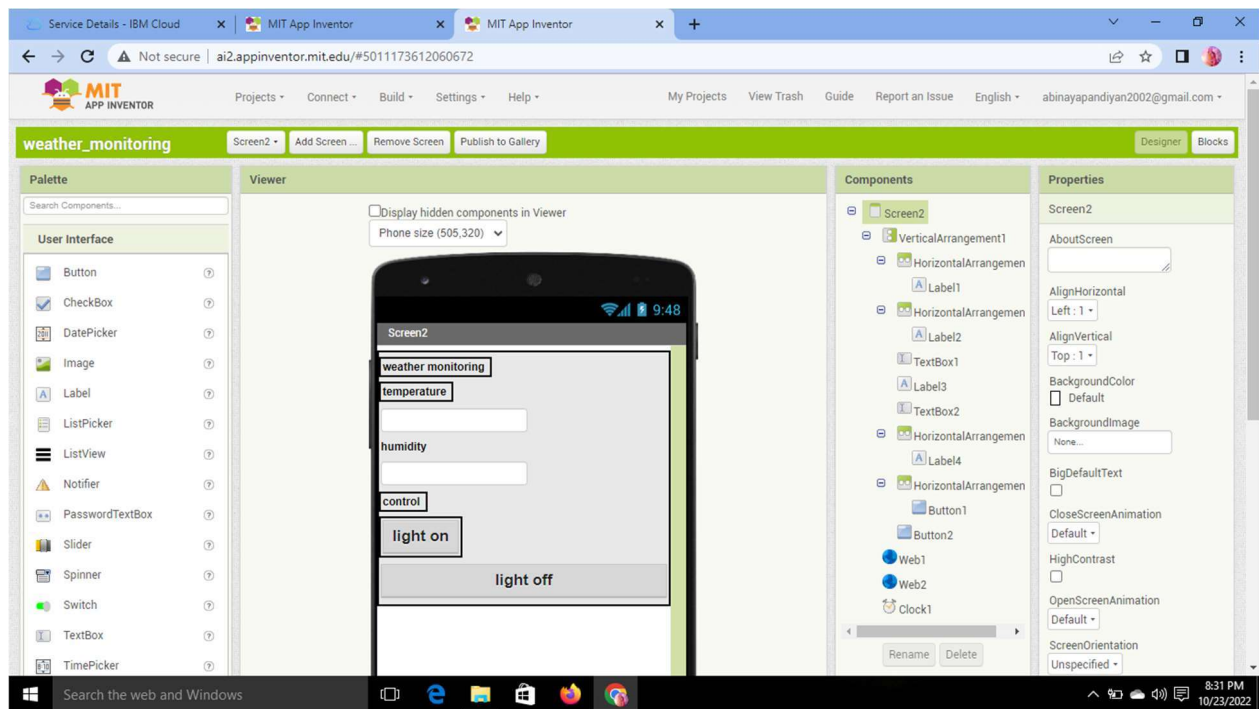 Service Details - IBM Cloud
MIT App Inventor
MIT App Inventor
Not secure
ai2.appinventor.mit.edu/#5011173612060672
MIT
APP INVENTOR
Projects
Connect
Build
Settings
Help
My Projects
View Trash
Guide
Report an Issue
English
abinayapandiyan2002@gmail.com
weather_monitoring
Screen2
Add Screen ...
Remove Screen
Publish to Gallery
Designer
Blocks
Palette
Search Components...
User Interface
Button
CheckBox
DatePicker
Image
Label
ListPicker
ListView
Notifier
PasswordTextBox
Slider
Spinner
Switch
TextBox
TimePicker
Viewer
Display hidden components in Viewer
Phone size (505,320)
9:48
Screen2
weather monitoring
temperature
humidity
control
light on
light off
Components
Screen2
VerticalArrangement1
HorizontalArrangemen
Label1
HorizontalArrangemen
Label2
TextBox1
Label3
TextBox2
HorizontalArrangemen
Label4
HorizontalArrangemen
Button1
Button2
Web1
Web2
Clock1
Rename
Delete
Properties
Screen2
AboutScreen
AlignHorizontal
Left : 1
AlignVertical
Top : 1
BackgroundColor
Default
BackgroundImage
None...
BigDefaultText
CloseScreenAnimation
Default
HighContrast
OpenScreenAnimation
Default
ScreenOrientation
Unspecified
Search the web and Windows
8:31 PM
10/23/2022